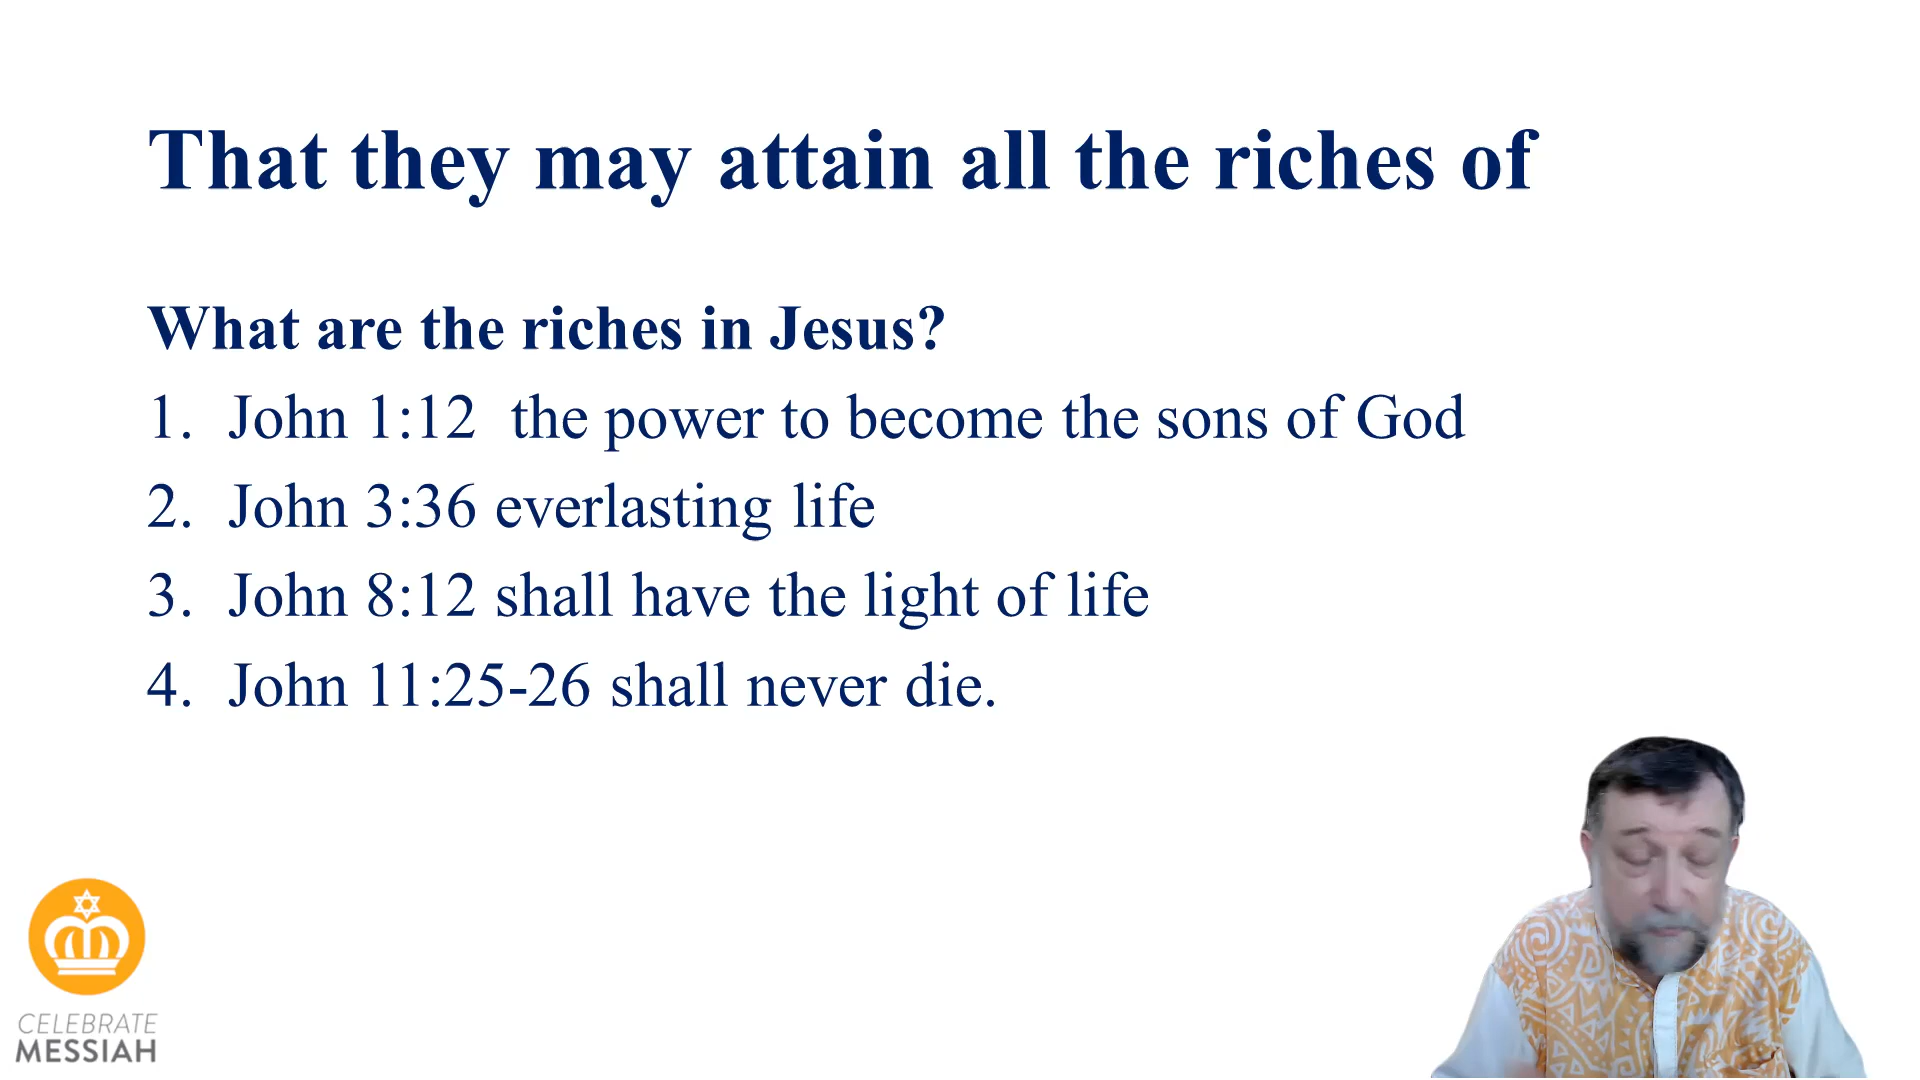 That they may attain all the riches of
What are the riches in Jesus?
1. John 1:12  the power to become the sons of God
2. John 3:36 everlasting life
3. John 8:12 shall have the light of life
4. John 11:25-26 shall never die.
CELEBRATE
MESSIAH